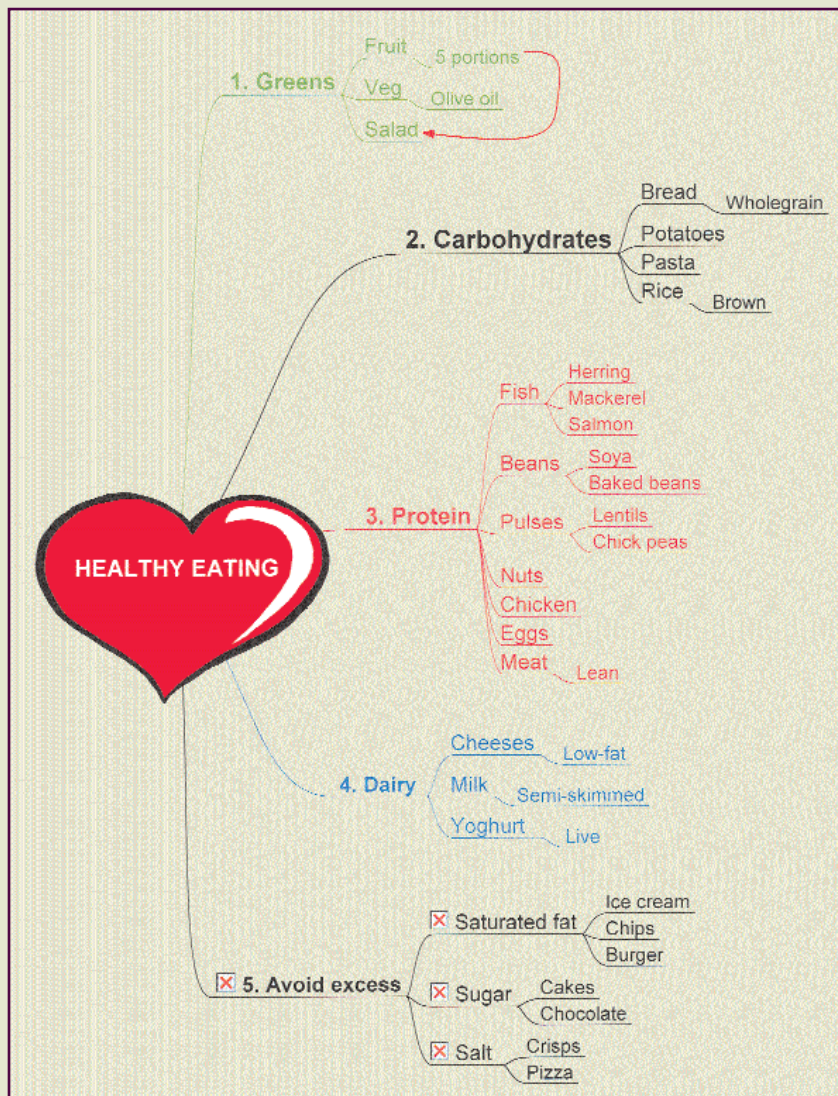 1. Greens
Fruit
5 portions
Veg
Olive oil
Salad
2. Carbohydrates
Bread
Wholegrain
Potatoes
Pasta
Rice
Brown
HEALTHY EATING
3. Protein
Fish
Herring
Mackerel
Salmon
Beans
Soya
Baked beans
Pulses
Lentils
Chick peas
Nuts
Chicken
Eggs
Meat
Lean
4. Dairy
Cheeses
Low-fat
Milk
Semi-skimmed
Yoghurt
Live
5. Avoid excess
Saturated fat
Ice cream
Chips
Burger
Sugar
Cakes
Chocolate
Salt
Crisps
Pizza